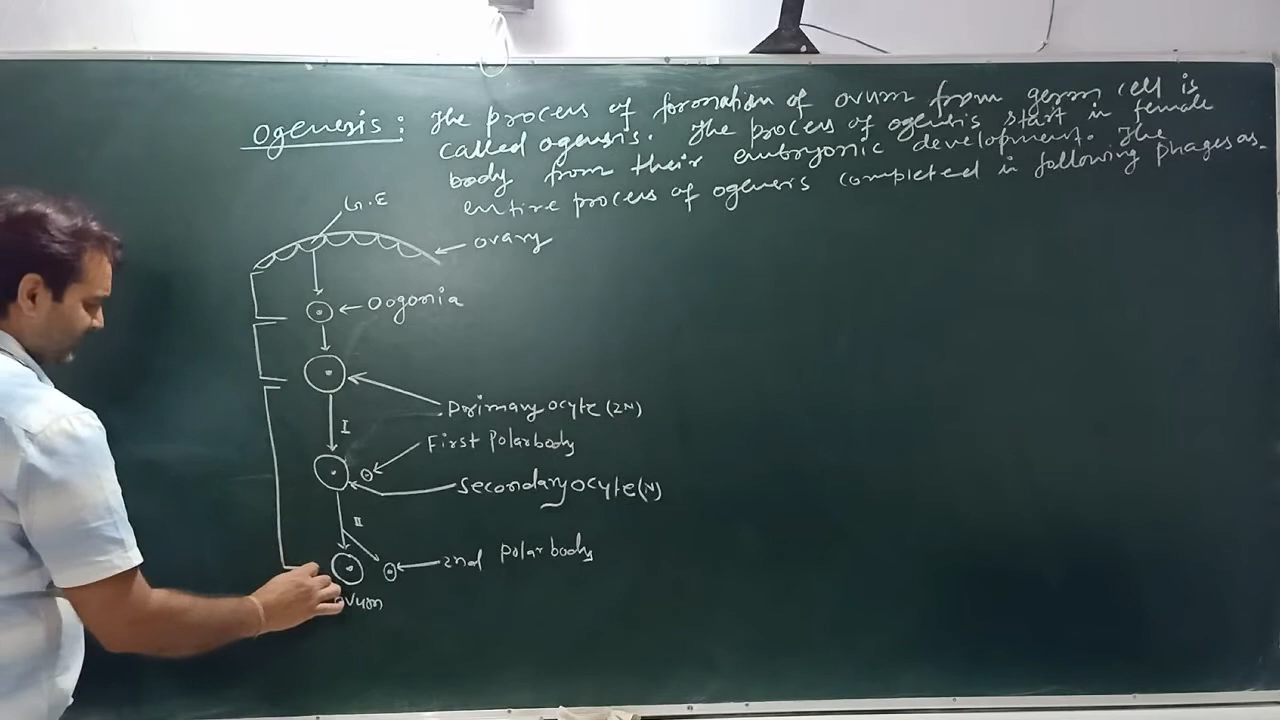 Ogenesis: The process of formation of ovum from germ cell is
called ogensis. The process of ogensis start in female
body from their embryonic development. The
entire process of ogenesis completed in following phages as.
G.E
ovary
Oogonia
Primary ocyte (2N)
I
First Polarbody
Secondary ocyte (N)
II
2nd Polar body
ovum